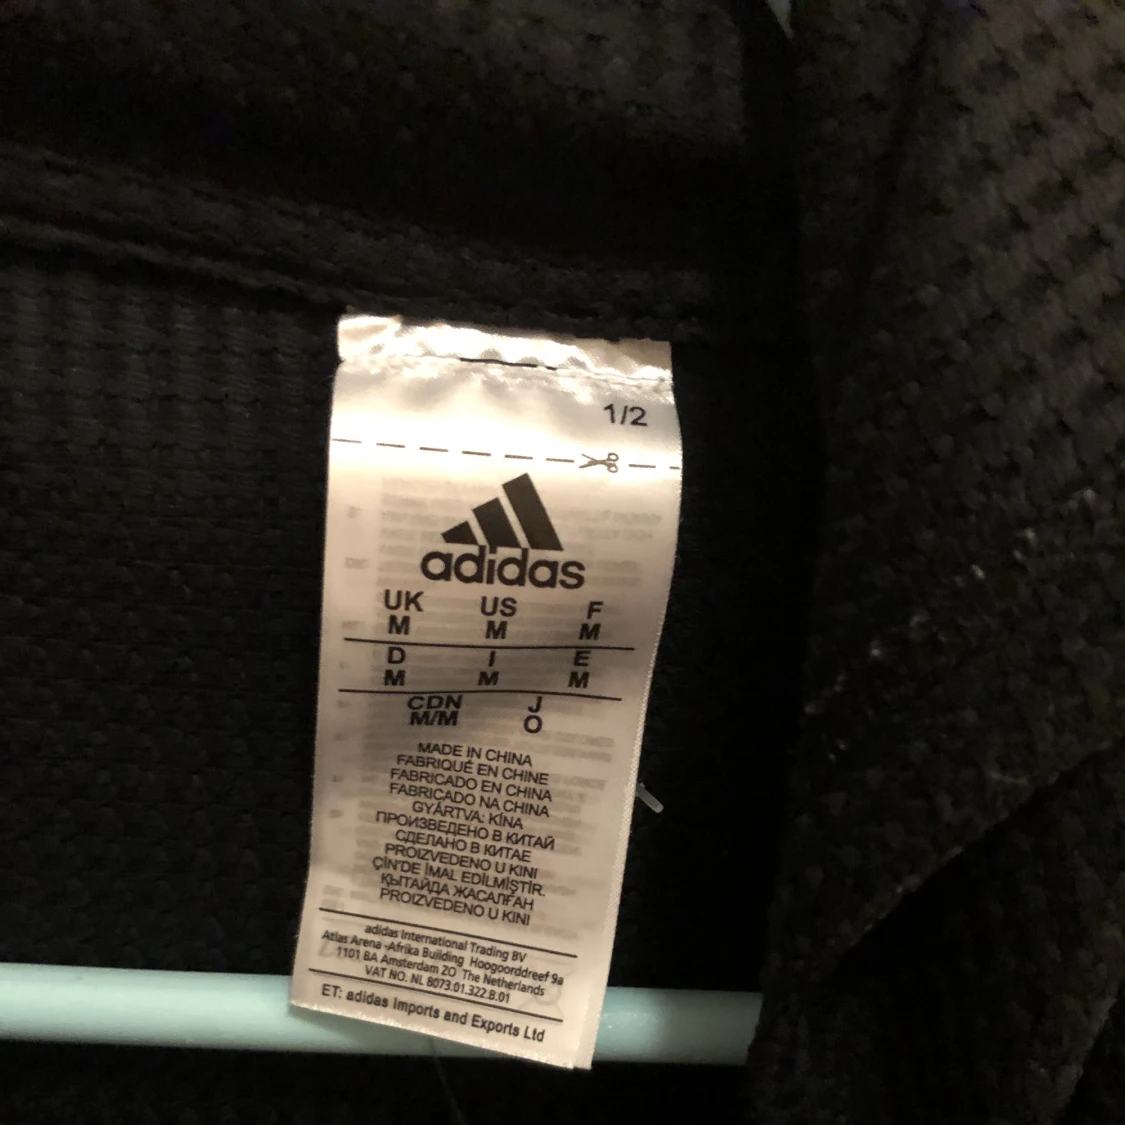 1/2
adidas
UK US F
M M M
D I E
M M M
CDN J
M/M O
MADE IN CHINA
FABRIQUÉ EN CHINE
FABRICADO EN CHINA
FABRICADO NA CHINA
GYÁRTVA: KÍNA
ПРОИЗВЕДЕНО В КИТАЙ
СДЕЛАНО В КИТАЕ
PROIZVEDENO U KINI
ÇİN'DE İMAL EDİLMİŞTİR.
ҚЫТАЙДА ЖАСАЛҒАН
PROIZVEDENO U KINI
adidas International Trading BV
Atlas Arena -Afrika Building Hoogoorddreef 9a
1101 BA Amsterdam ZO The Netherlands
VAT NO. NL 8073.01.322.B.01
ET: adidas Imports and Exports Ltd